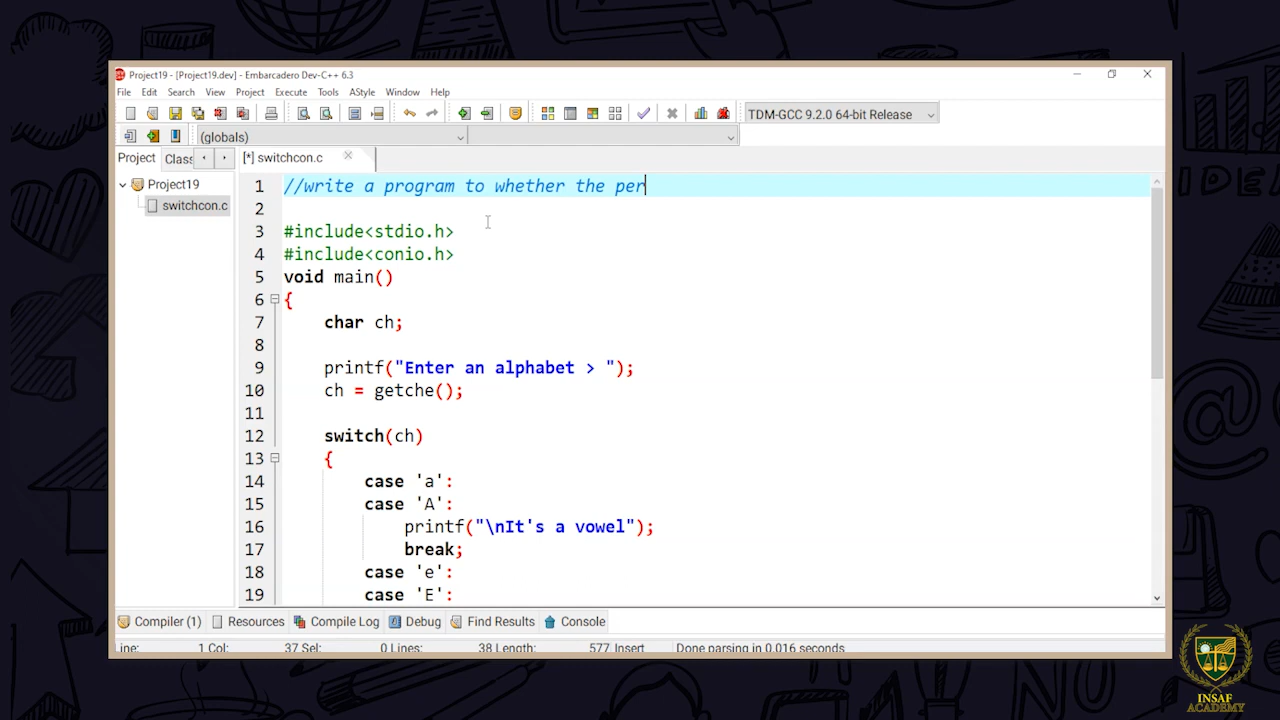 Project19 - [Project19.dev] - Embarcadero Dev-C++ 6.3
File Edit Search View Project Execute Tools AStyle Window Help
TDM-GCC 9.2.0 64-bit Release
(globals)
Project Class [*] switchcon.c
Project19
switchcon.c
1 //write a program to whether the per
2
3 #include<stdio.h>
4 #include<conio.h>
5 void main()
6 {
7 char ch;
8
9 printf("Enter an alphabet > ");
10 ch = getche();
11
12 switch(ch)
13 {
14 case 'a':
15 case 'A':
16 printf("\nIt's a vowel");
17 break;
18 case 'e':
19 case 'E':
Compiler (1) Resources Compile Log Debug Find Results Console
Line: 1 Col: 37 Sel: 0 Lines: 38 Length: 577 Insert Done parsing in 0.016 seconds
IDEA
INSAF
ACADEMY